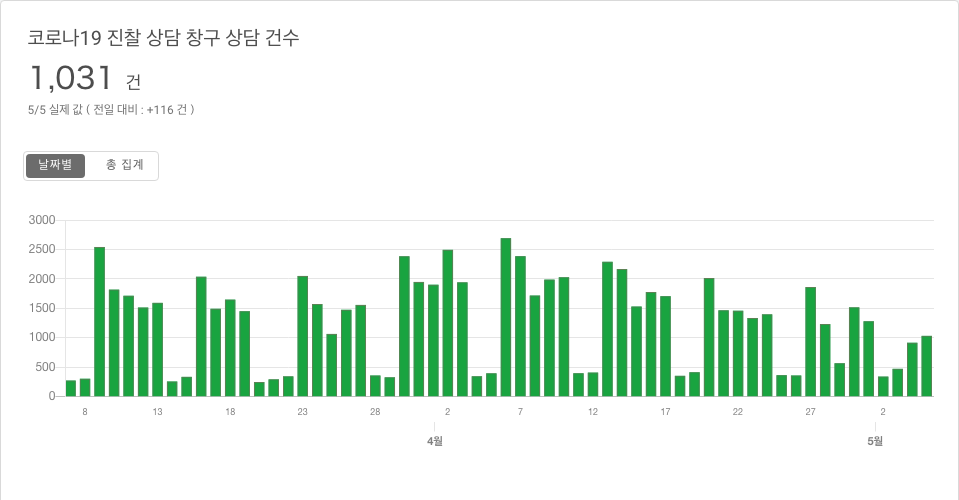 코로나19 진찰 상담 창구 상담 건수
1,031 건
5/5 실제 값 ( 전일 대비 : +116 건 )
날짜별 총 집계
3000
2500
2000
1500
1000
500
0
8 13 18 23 28 2 7 12 17 22 27 2
4월 5월